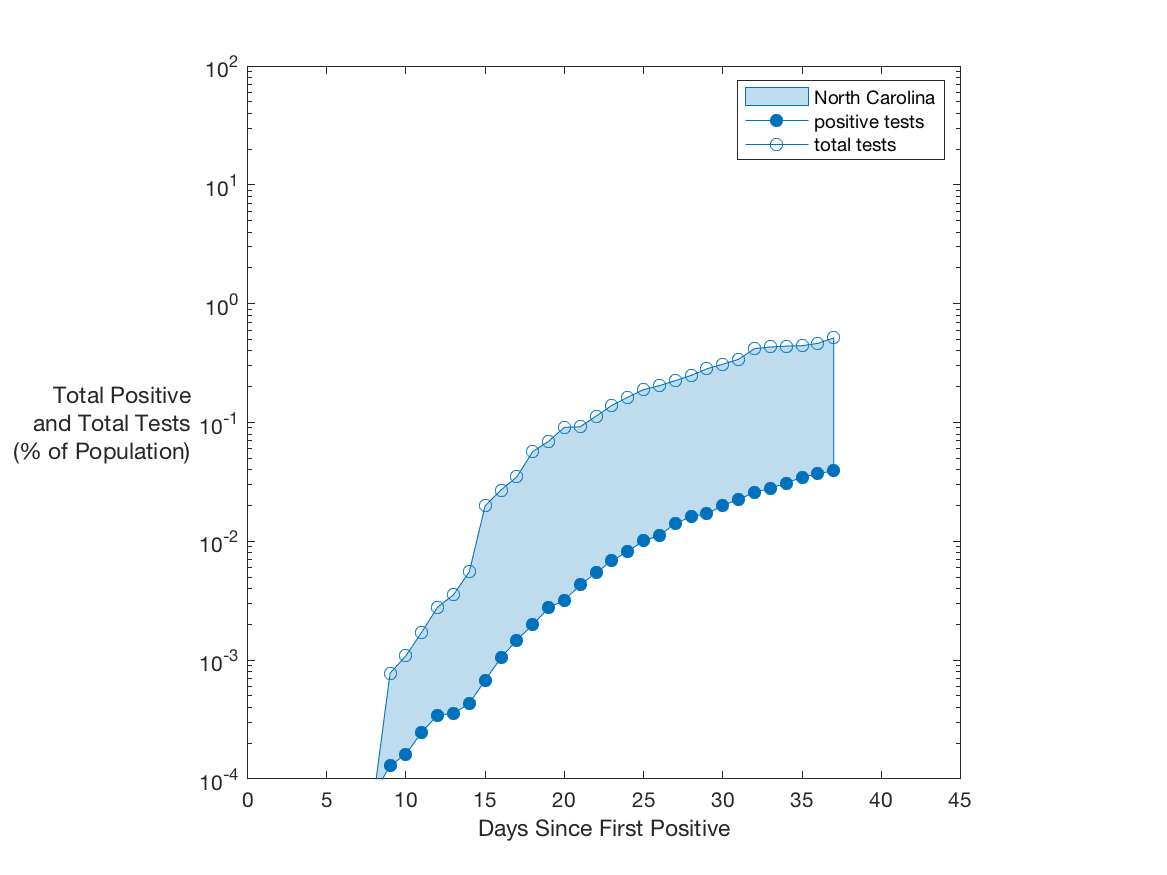 10^2
North Carolina
positive tests
total tests
10^1
10^0
Total Positive
and Total Tests
(% of Population)
10^-1
10^-2
10^-3
10^-4
0 5 10 15 20 25 30 35 40 45
Days Since First Positive